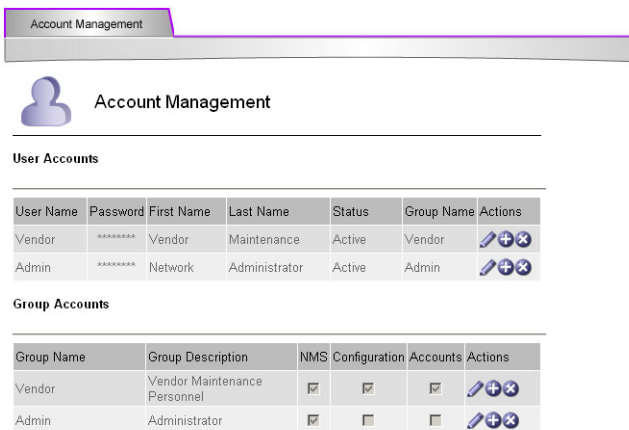 Account Management
Account Management
User Accounts
User Name Password First Name Last Name Status Group Name Actions
Vendor ******** Vendor Maintenance Active Vendor
Admin ******** Network Administrator Active Admin
Group Accounts
Group Name Group Description NMS Configuration Accounts Actions
Vendor Vendor Maintenance
Personnel
Admin Administrator